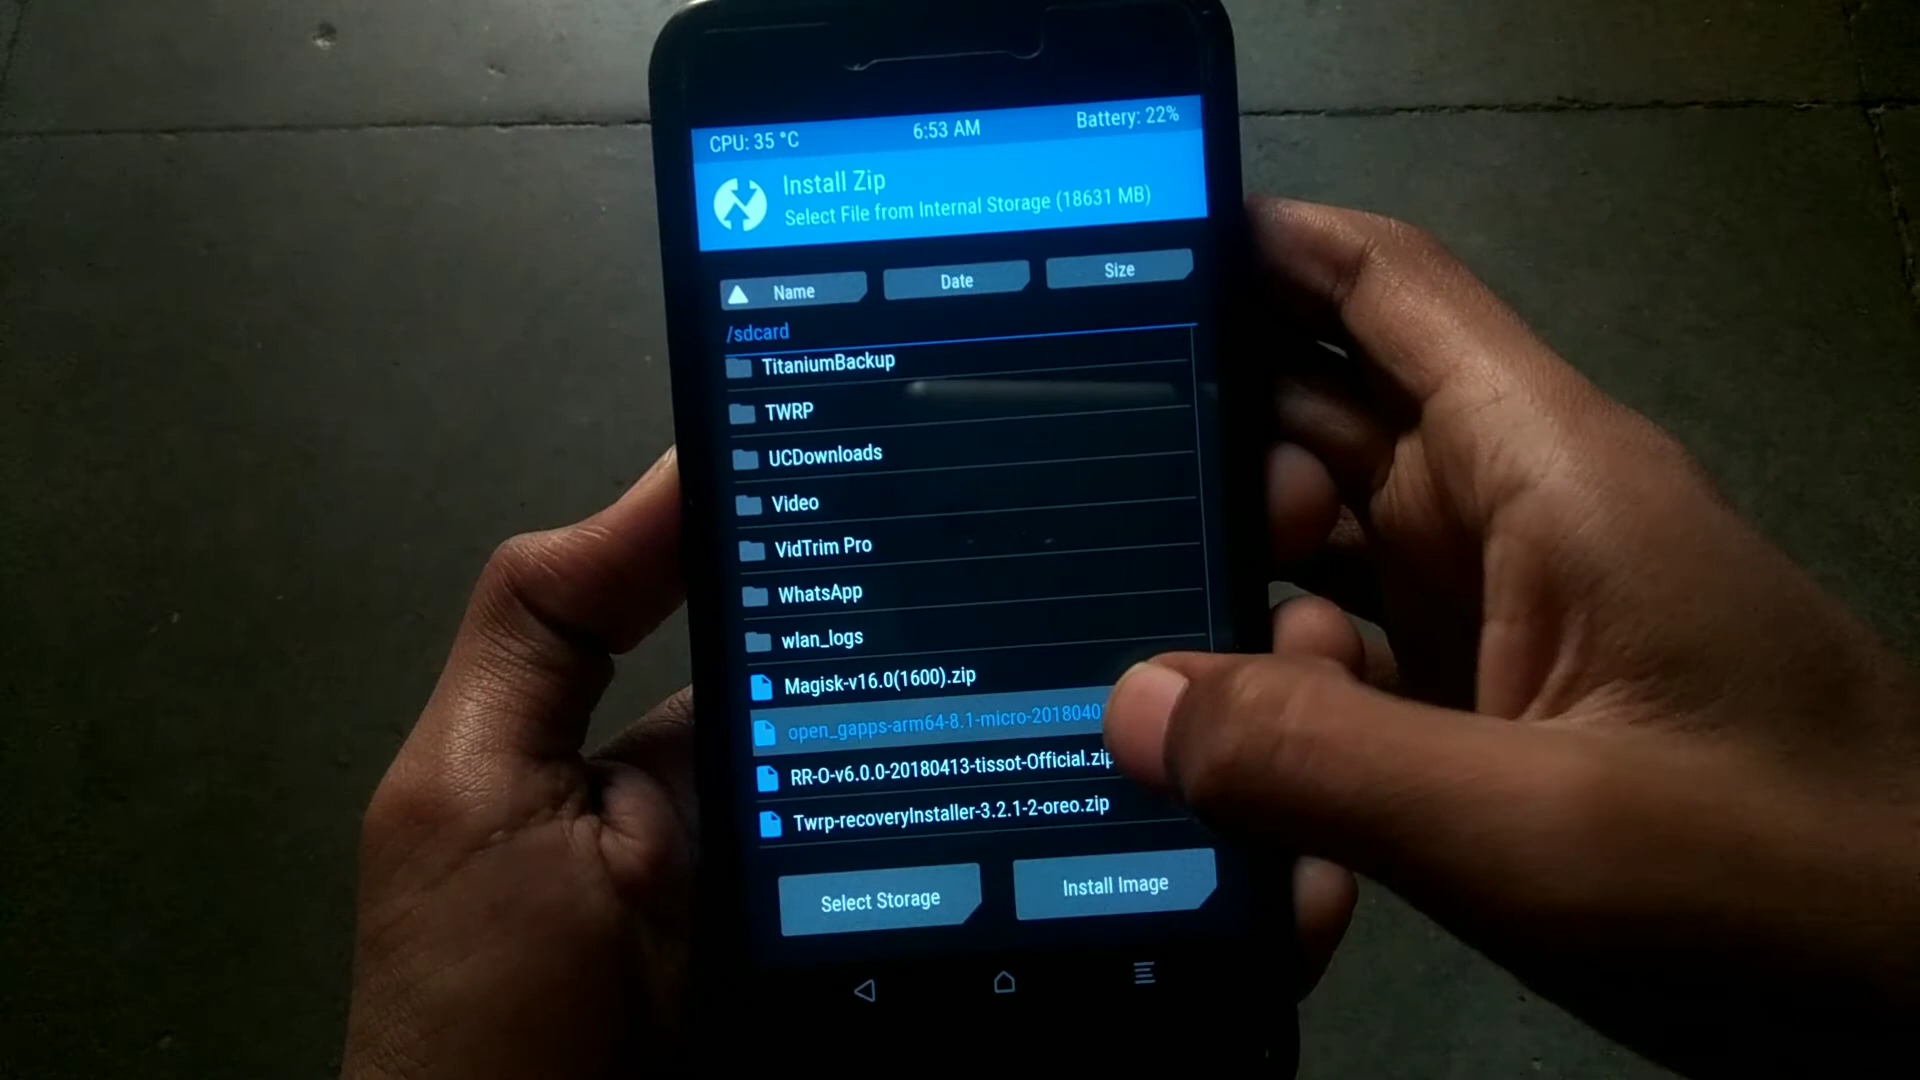 CPU: 35 °C 6:53 AM Battery: 22%
Install Zip
Select File from Internal Storage (18631 MB)
Name Date Size
/sdcard
TitaniumBackup
TWRP
UCDownloads
Video
VidTrim Pro
WhatsApp
wlan_logs
Magisk-v16.0(1600).zip
open_gapps-arm64-8.1-micro-2018040
RR-O-v6.0.0-20180413-tissot-Official.zip
Twrp-recoveryInstaller-3.2.1-2-oreo.zip
Select Storage Install Image